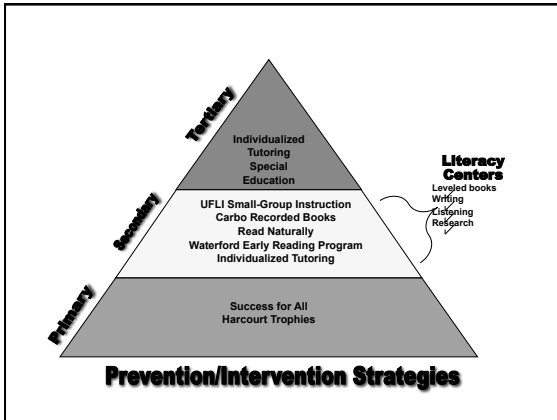 Tertiary
Individualized
Tutoring
Special
Education
Secondary
UFLI Small-Group Instruction
Carbo Recorded Books
Read Naturally
Waterford Early Reading Program
Individualized Tutoring
Literacy
Centers
Leveled books
Writing
Listening
Research
Primary
Success for All
Harcourt Trophies
Prevention/Intervention Strategies